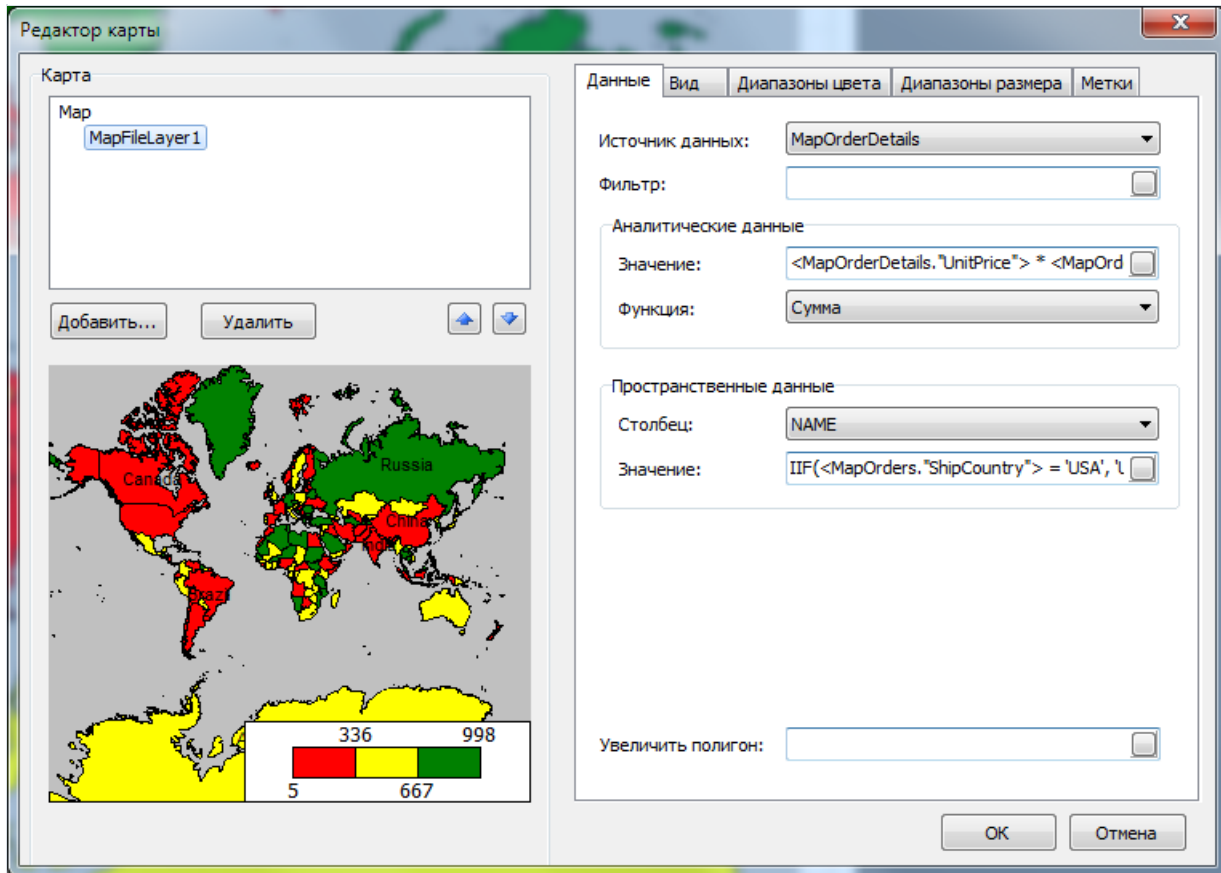 Редактор карты
Карта
Map
MapFileLayer1
Добавить...
Удалить
Canada
Russia
China
India
Brazil
336 998
5 667
Данные Вид Диапазоны цвета Диапазоны размера Метки
Источник данных: MapOrderDetails
Фильтр:
Аналитические данные
Значение: <MapOrderDetails."UnitPrice"> * <MapOrd
Функция: Сумма
Пространственные данные
Столбец: NAME
Значение: IIF(<MapOrders."ShipCountry"> = 'USA', 'U
Увеличить полигон:
OK Отмена